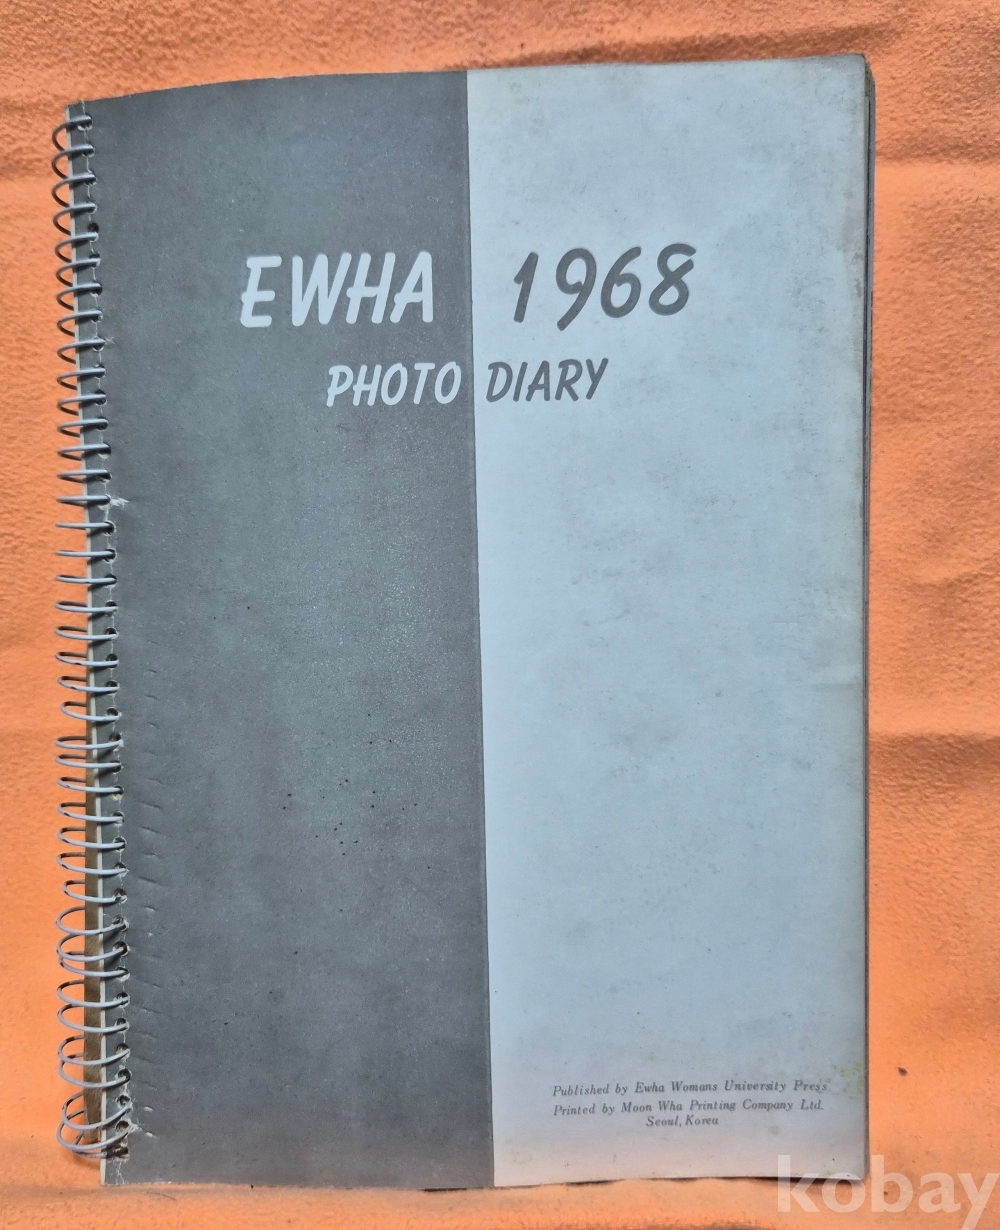 EWHA 1968
PHOTO DIARY
Published by Ewha Womans University Press
Printed by Moon Wha Printing Company Ltd.
Seoul, Korea
kobay